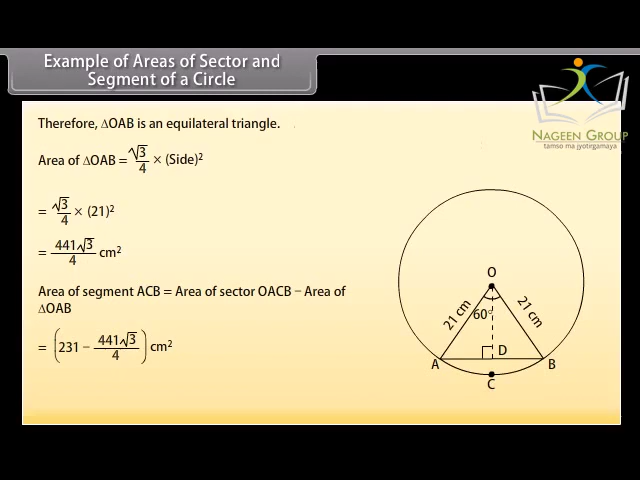 Example of Areas of Sector and
Segment of a Circle
NAGEEN GROUP
tamso ma jyotirgamaya
Therefore, ΔOAB is an equilateral triangle.
Area of ΔOAB = √3/4 × (Side)²
= √3/4 × (21)²
= 441√3/4 cm²
Area of segment ACB = Area of sector OACB − Area of
ΔOAB
= (231 − 441√3/4) cm²
O
21 cm
60°
21 cm
A
D
B
C